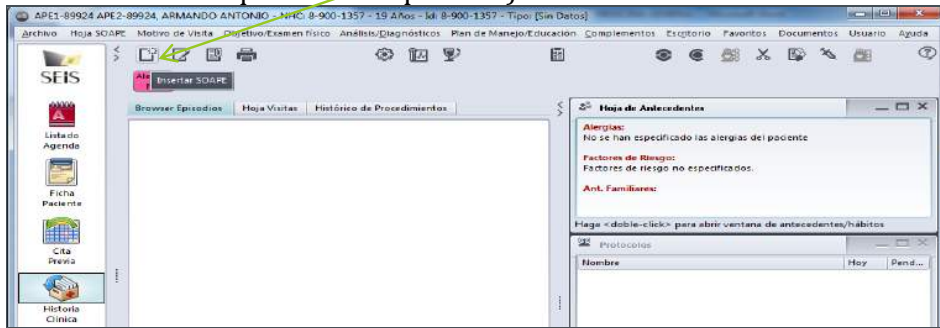 APE1-89924 APE2-89924, ARMANDO ANTONIO - NHC: 8-900-1357 - 19 Años - Id: 8-900-1357 - Tipo: [Sin Datos]
Archivo Hoja SOAPE Motivo de Visita Objetivo/Examen físico Análisis/Diagnósticos Plan de Manejo/Educación Complementos Escritorio Favoritos Documentos Usuario Ayuda
SEIS
Insertar SOAPE
Browser Episodios Hoja Visitas Histórico de Procedimientos
Hoja de Antecedentes
Alergias:
No se han especificado las alergias del paciente
Factores de Riesgo:
Factores de riesgo no especificados.
Ant. Familiares:
Haga <doble-click> para abrir ventana de antecedentes/hábitos
Protocolos
Nombre Hoy Pend...
Listado
Agenda
Ficha
Paciente
Cita
Previa
Historia
Clínica